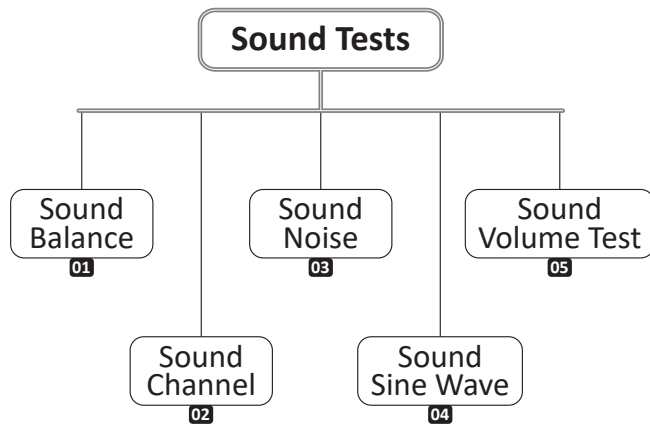 Sound Tests
Sound
Balance
01
Sound
Channel
02
Sound
Noise
03
Sound
Sine Wave
04
Sound
Volume Test
05